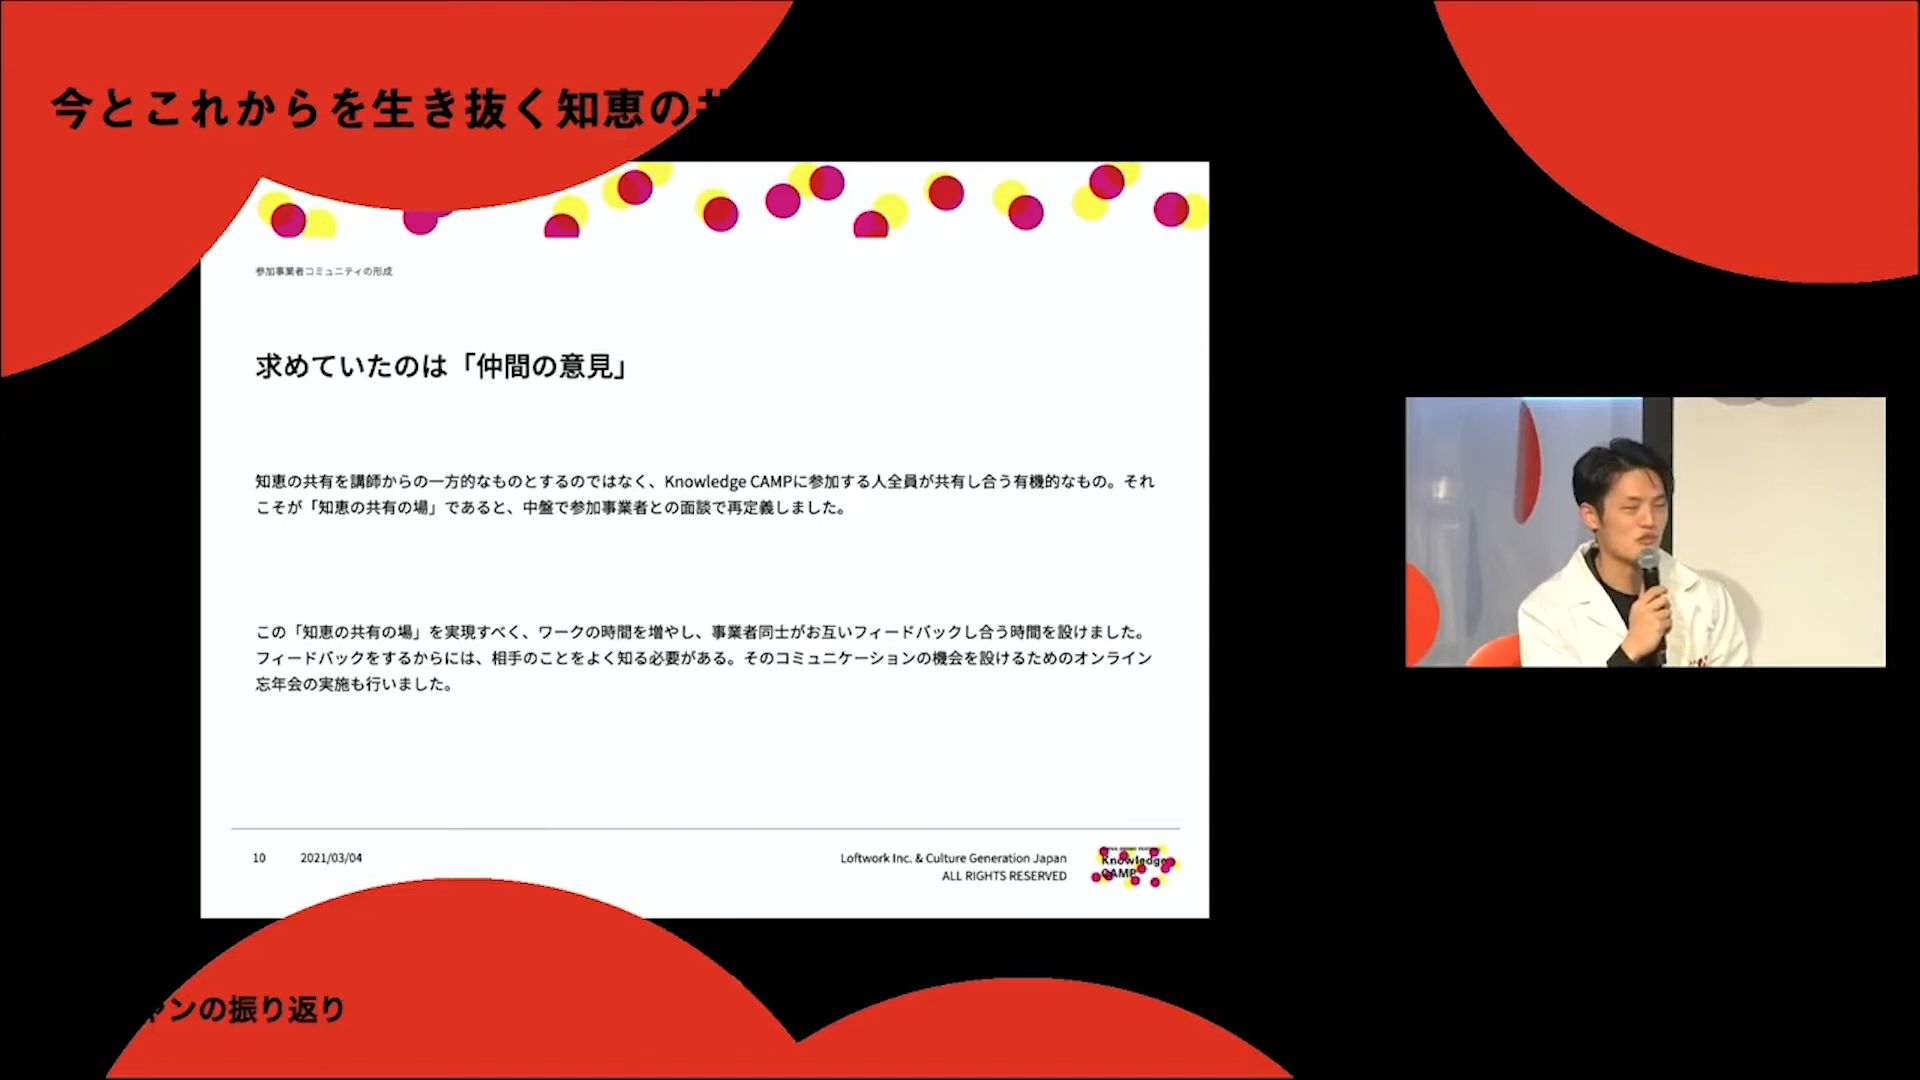 今とこれからを生き抜く知恵の
参加事業者コミュニティの形成
求めていたのは「仲間の意見」
知恵の共有を講師からの一方的なものとするのではなく、Knowledge CAMPに参加する人全員が共有し合う有機的なもの。それ
こそが「知恵の共有の場」であると、中盤で参加事業者との面談で再定義しました。
この「知恵の共有の場」を実現すべく、ワークの時間を増やし、事業者同士がお互いフィードバックし合う時間を設けました。
フィードバックをするからには、相手のことをよく知る必要がある。そのコミュニケーションの機会を設けるためのオンライン
忘年会の実施も行いました。
10 2021/03/04
Loftwork Inc. & Culture Generation Japan
ALL RIGHTS RESERVED
Knowledge
CAMP
ンの振り返り